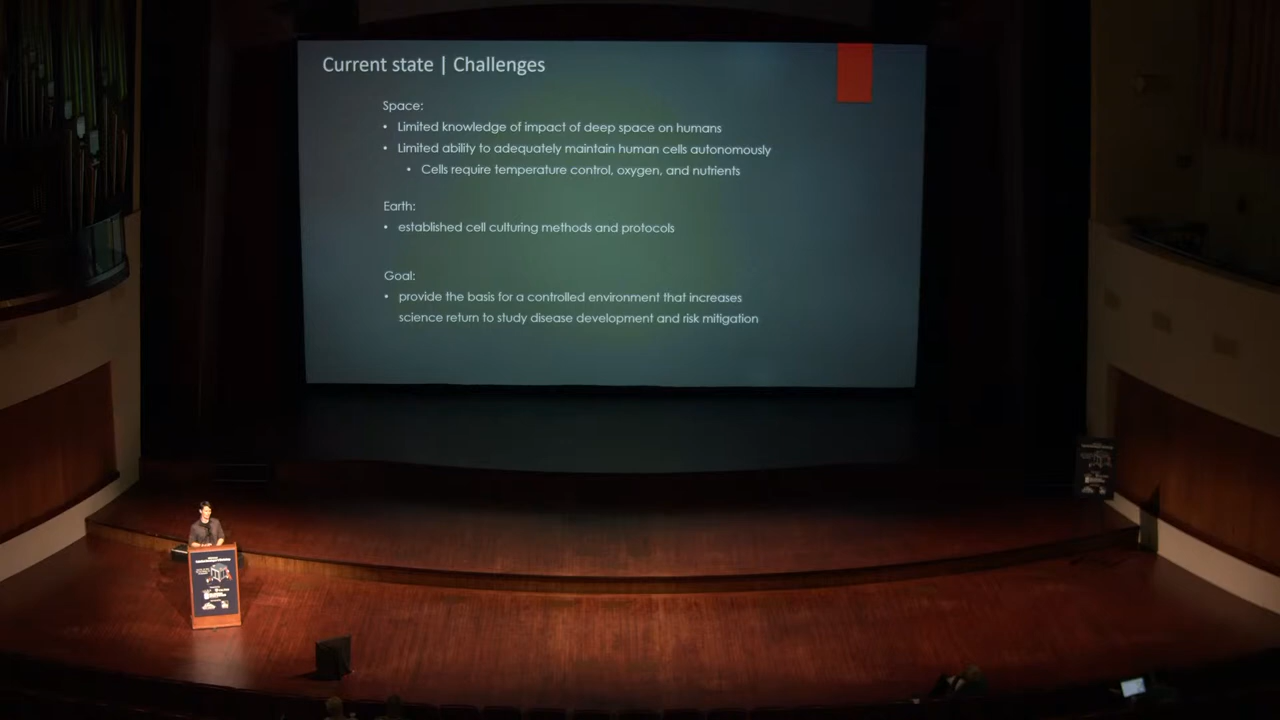 Current state | Challenges
Space:
• Limited knowledge of impact of deep space on humans
• Limited ability to adequately maintain human cells autonomously
• Cells require temperature control, oxygen, and nutrients
Earth:
• established cell culturing methods and protocols
Goal:
• provide the basis for a controlled environment that increases
science return to study disease development and risk mitigation